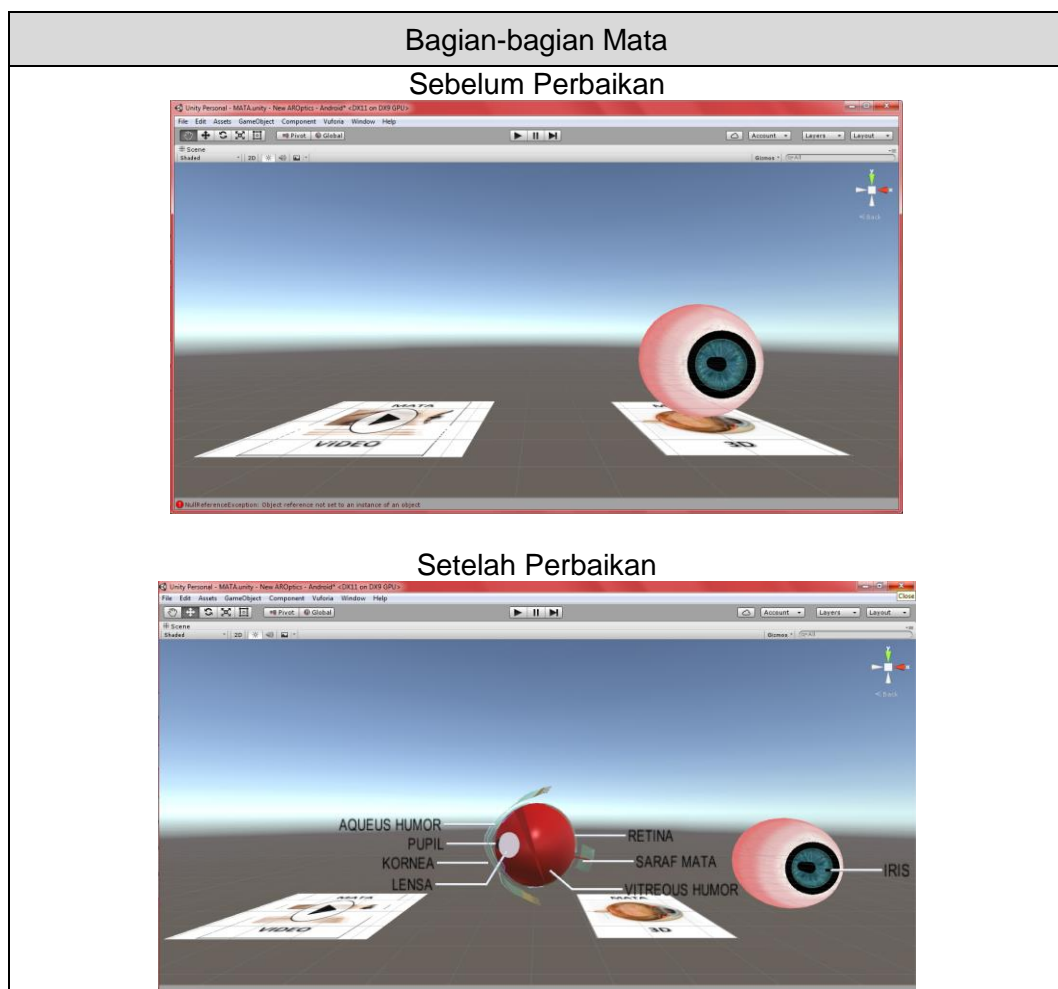 Bagian-bagian Mata
Sebelum Perbaikan
Unity Personal - MATA.unity - New AROptics - Android* <DX11 on DX9 GPU>
File Edit Assets GameObject Component Vuforia Window Help
Pivot Global Account Layers Layout
Scene
Shaded 2D Gizmos All
y
Back
MATA
VIDEO
3D
NullReferenceException: Object reference not set to an instance of an object
Setelah Perbaikan
Unity Personal - MATA.unity - New AROptics - Android* <DX11 on DX9 GPU>
Close
File Edit Assets GameObject Component Vuforia Window Help
Pivot Global Account Layers Layout
Scene
Shaded 2D Gizmos All
Back
AQUEUS HUMOR
PUPIL
KORNEA
LENSA
RETINA
SARAF MATA
VITREOUS HUMOR
IRIS
MATA
VIDEO
MATA
3D